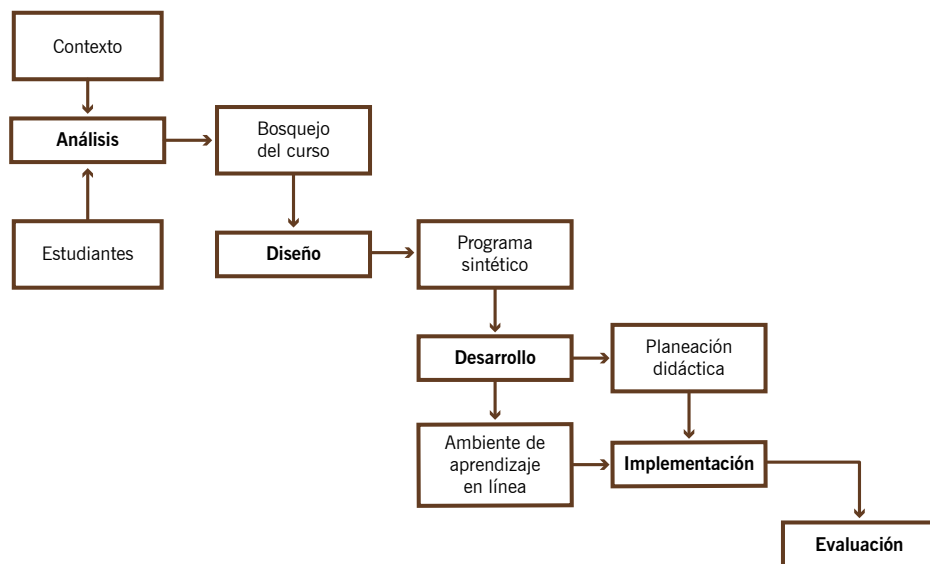 Contexto
Análisis
Bosquejo
del curso
Estudiantes
Diseño
Programa
sintético
Desarrollo
Planeación
didáctica
Ambiente de
aprendizaje
en línea
Implementación
Evaluación